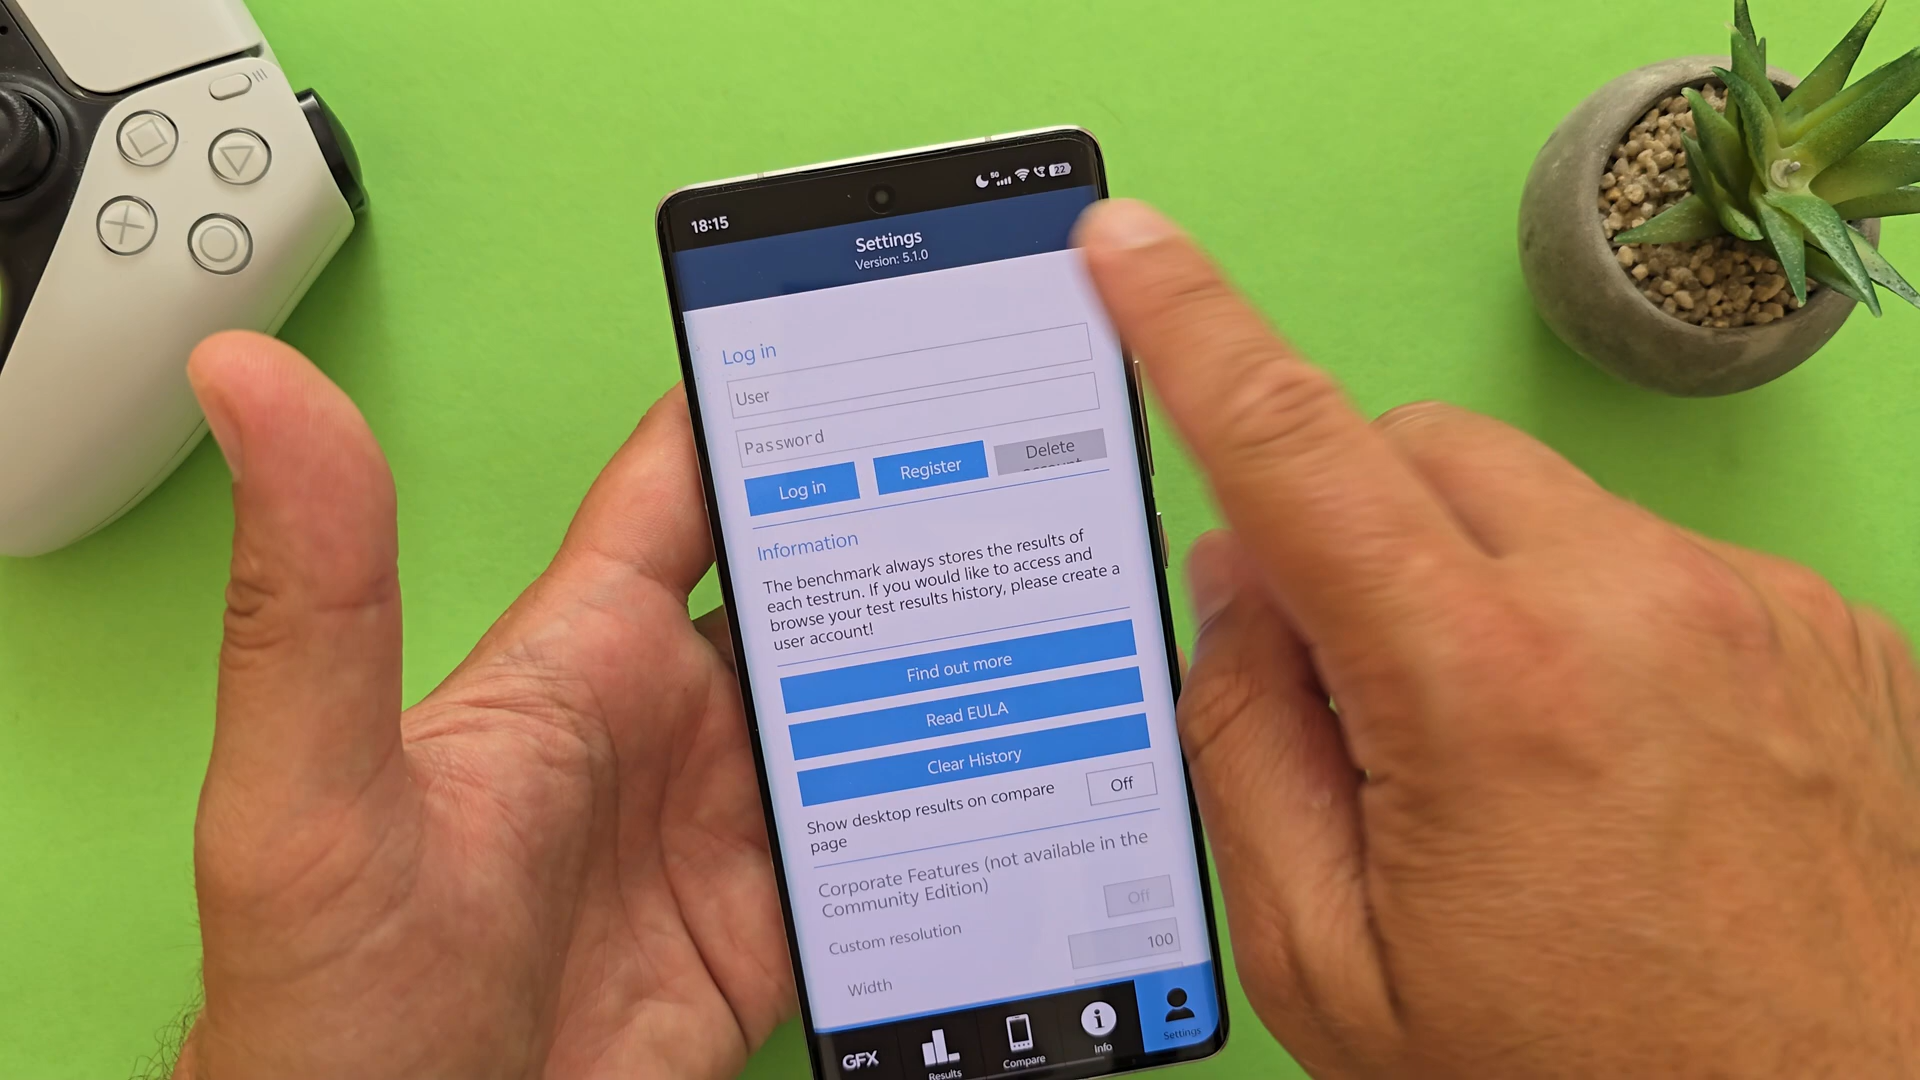 18:15
5G
22
Settings
Version: 5.1.0
Log in
User
Password
Log in
Register
Delete
account
Information
The benchmark always stores the results of
each testrun. If you would like to access and
browse your test results history, please create a
user account!
Find out more
Read EULA
Clear History
Show desktop results on compare
page
Off
Corporate Features (not available in the
Community Edition)
Off
Custom resolution
100
Width
GFX
Results
Compare
Info
Settings